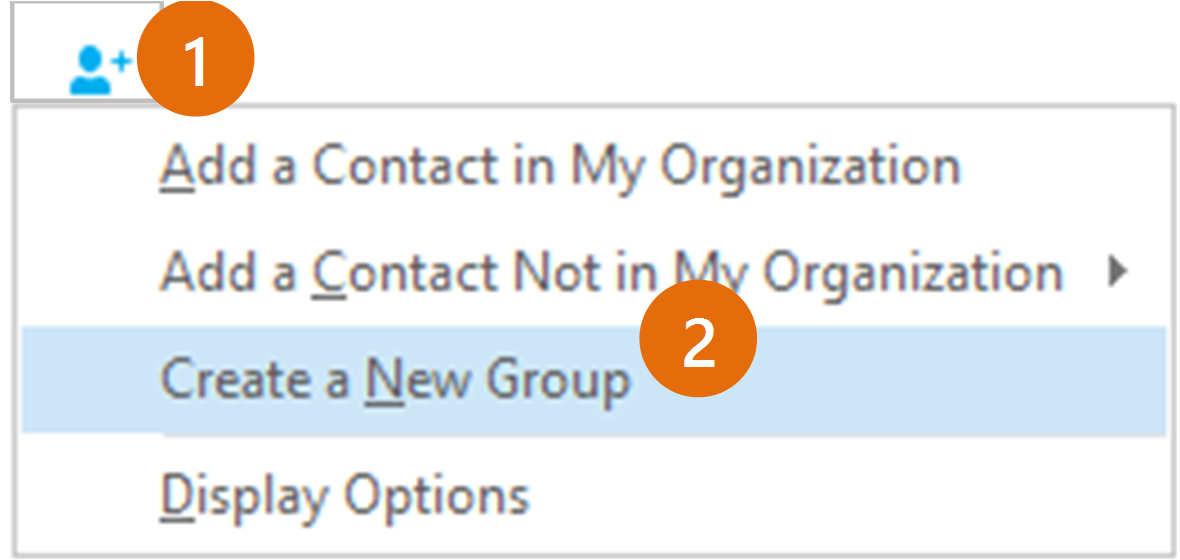 1
Add a Contact in My Organization
Add a Contact Not in My Organization
2
Create a New Group
Display Options